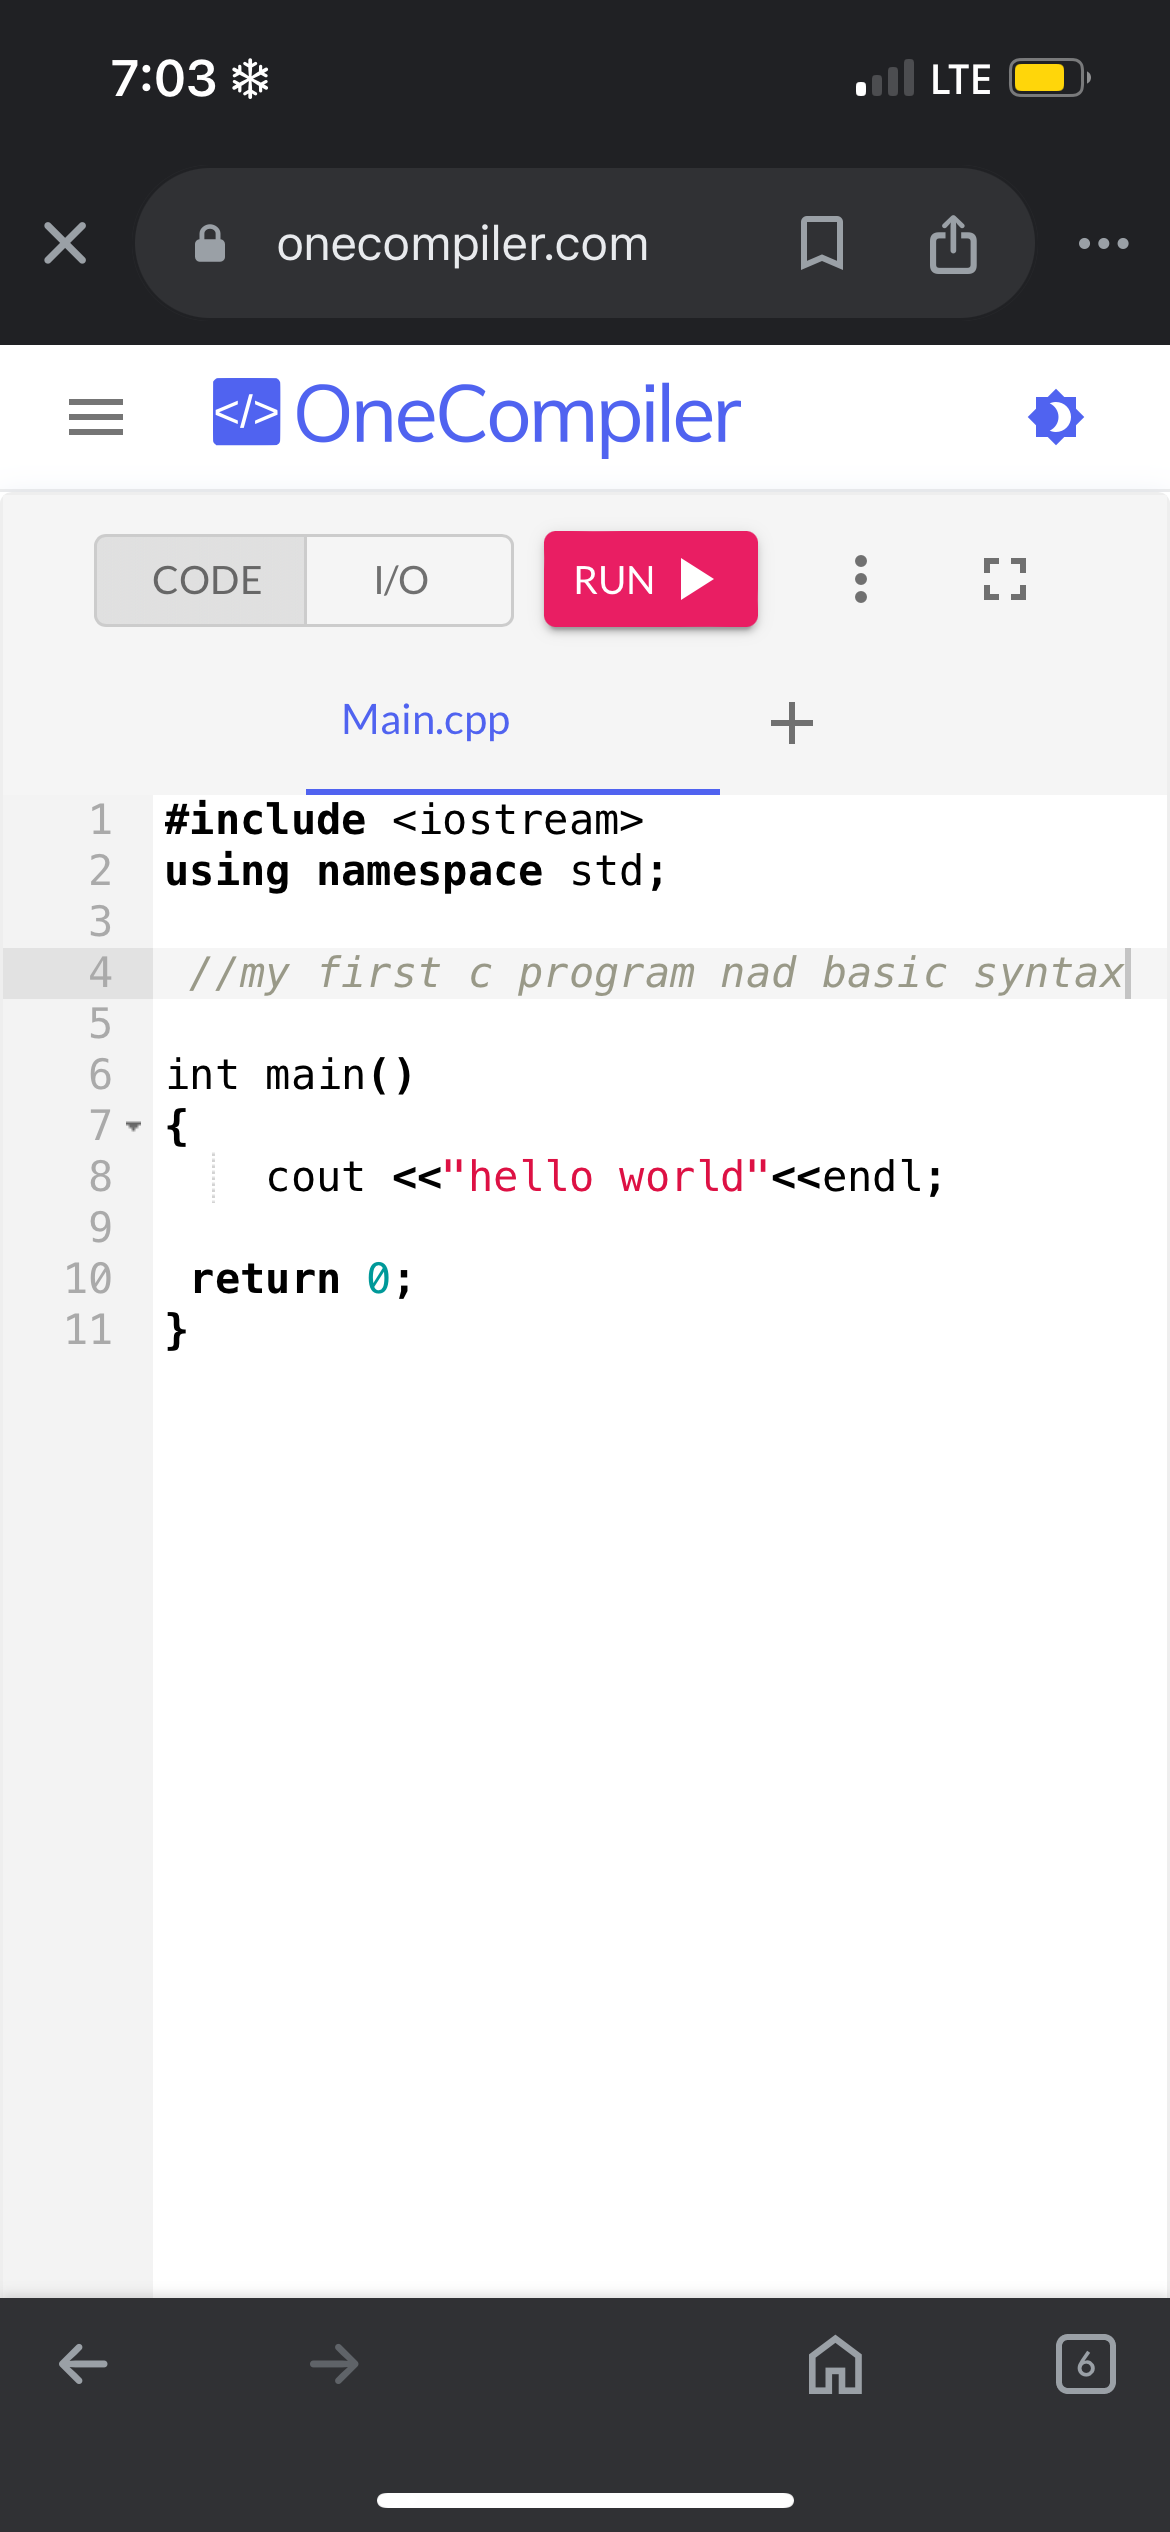 7:03
LTE
onecompiler.com
</> OneCompiler
CODE I/O RUN
Main.cpp +
1 #include <iostream>
2 using namespace std;
3
4 //my first c program nad basic syntax
5
6 int main()
7 {
8 cout <<"hello world"<<endl;
9
10 return 0;
11 }
6